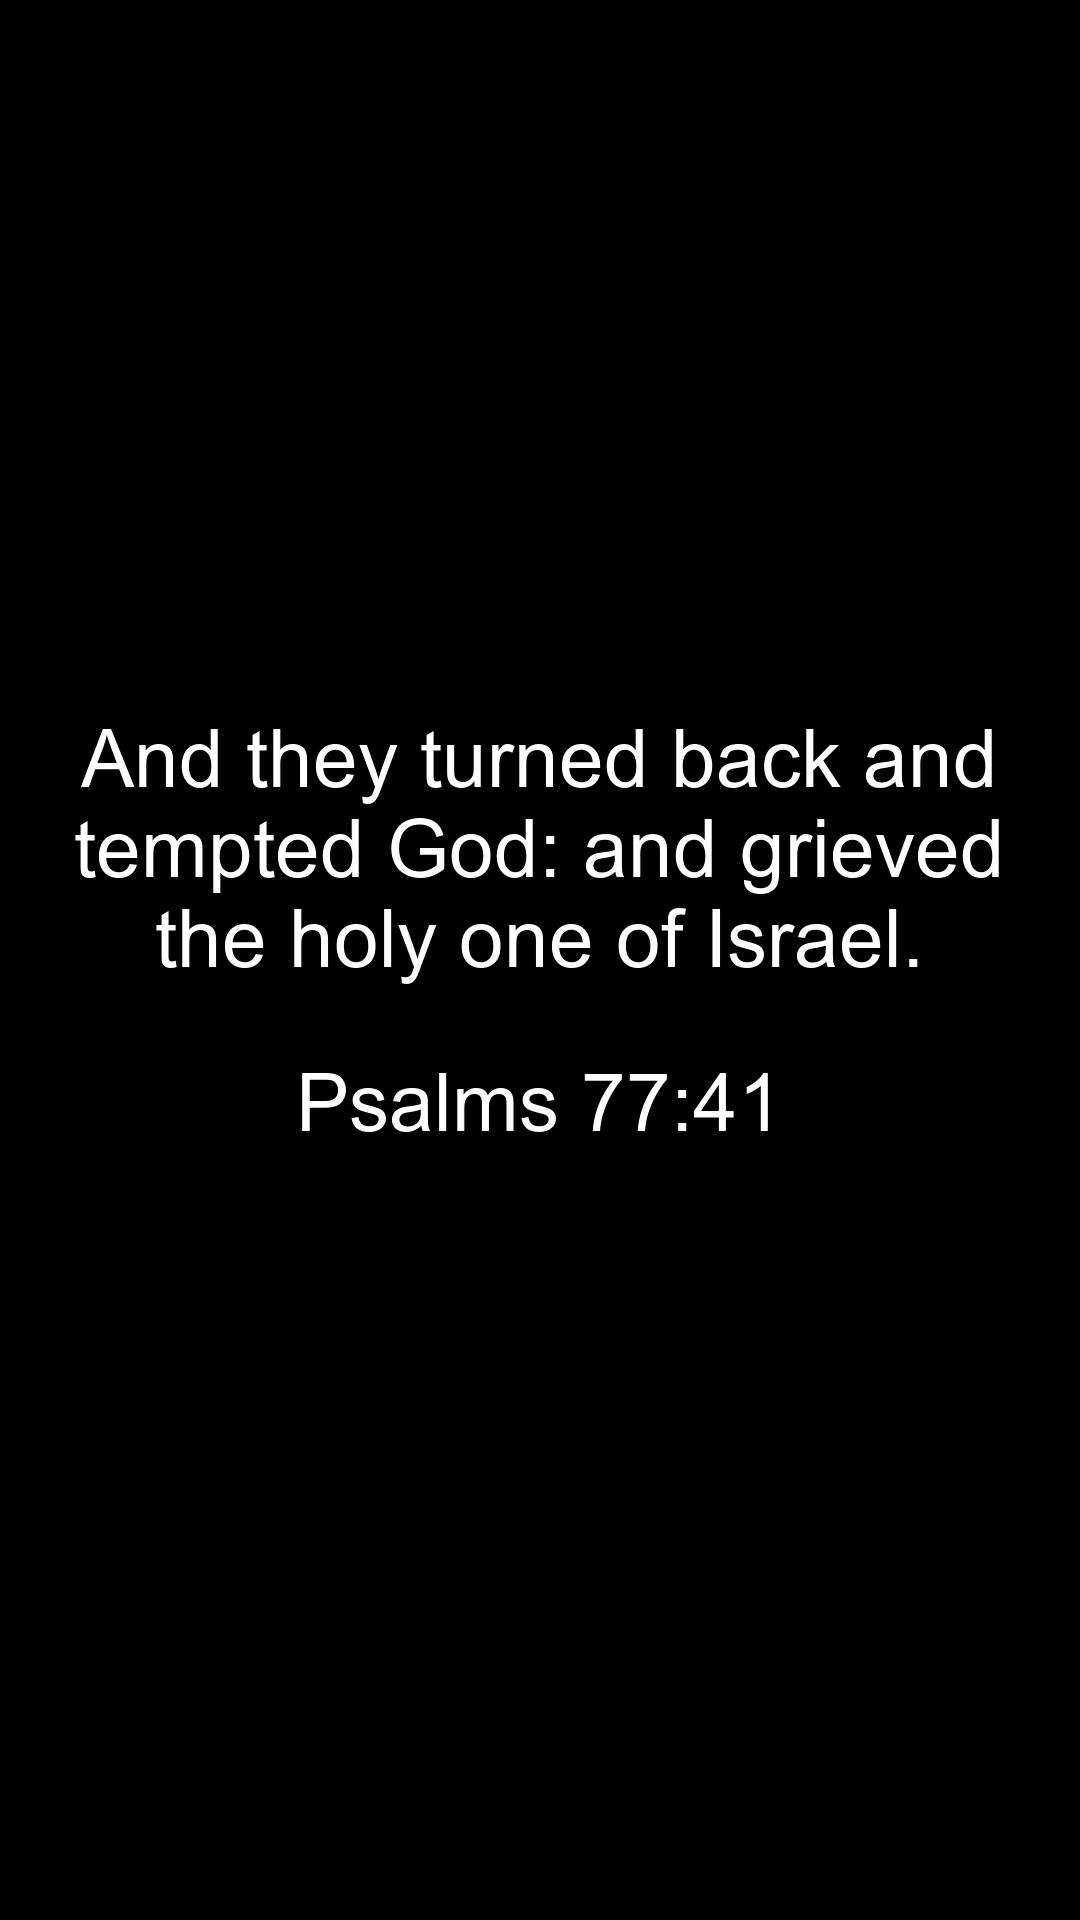 And they turned back and
tempted God: and grieved
the holy one of Israel.
Psalms 77:41